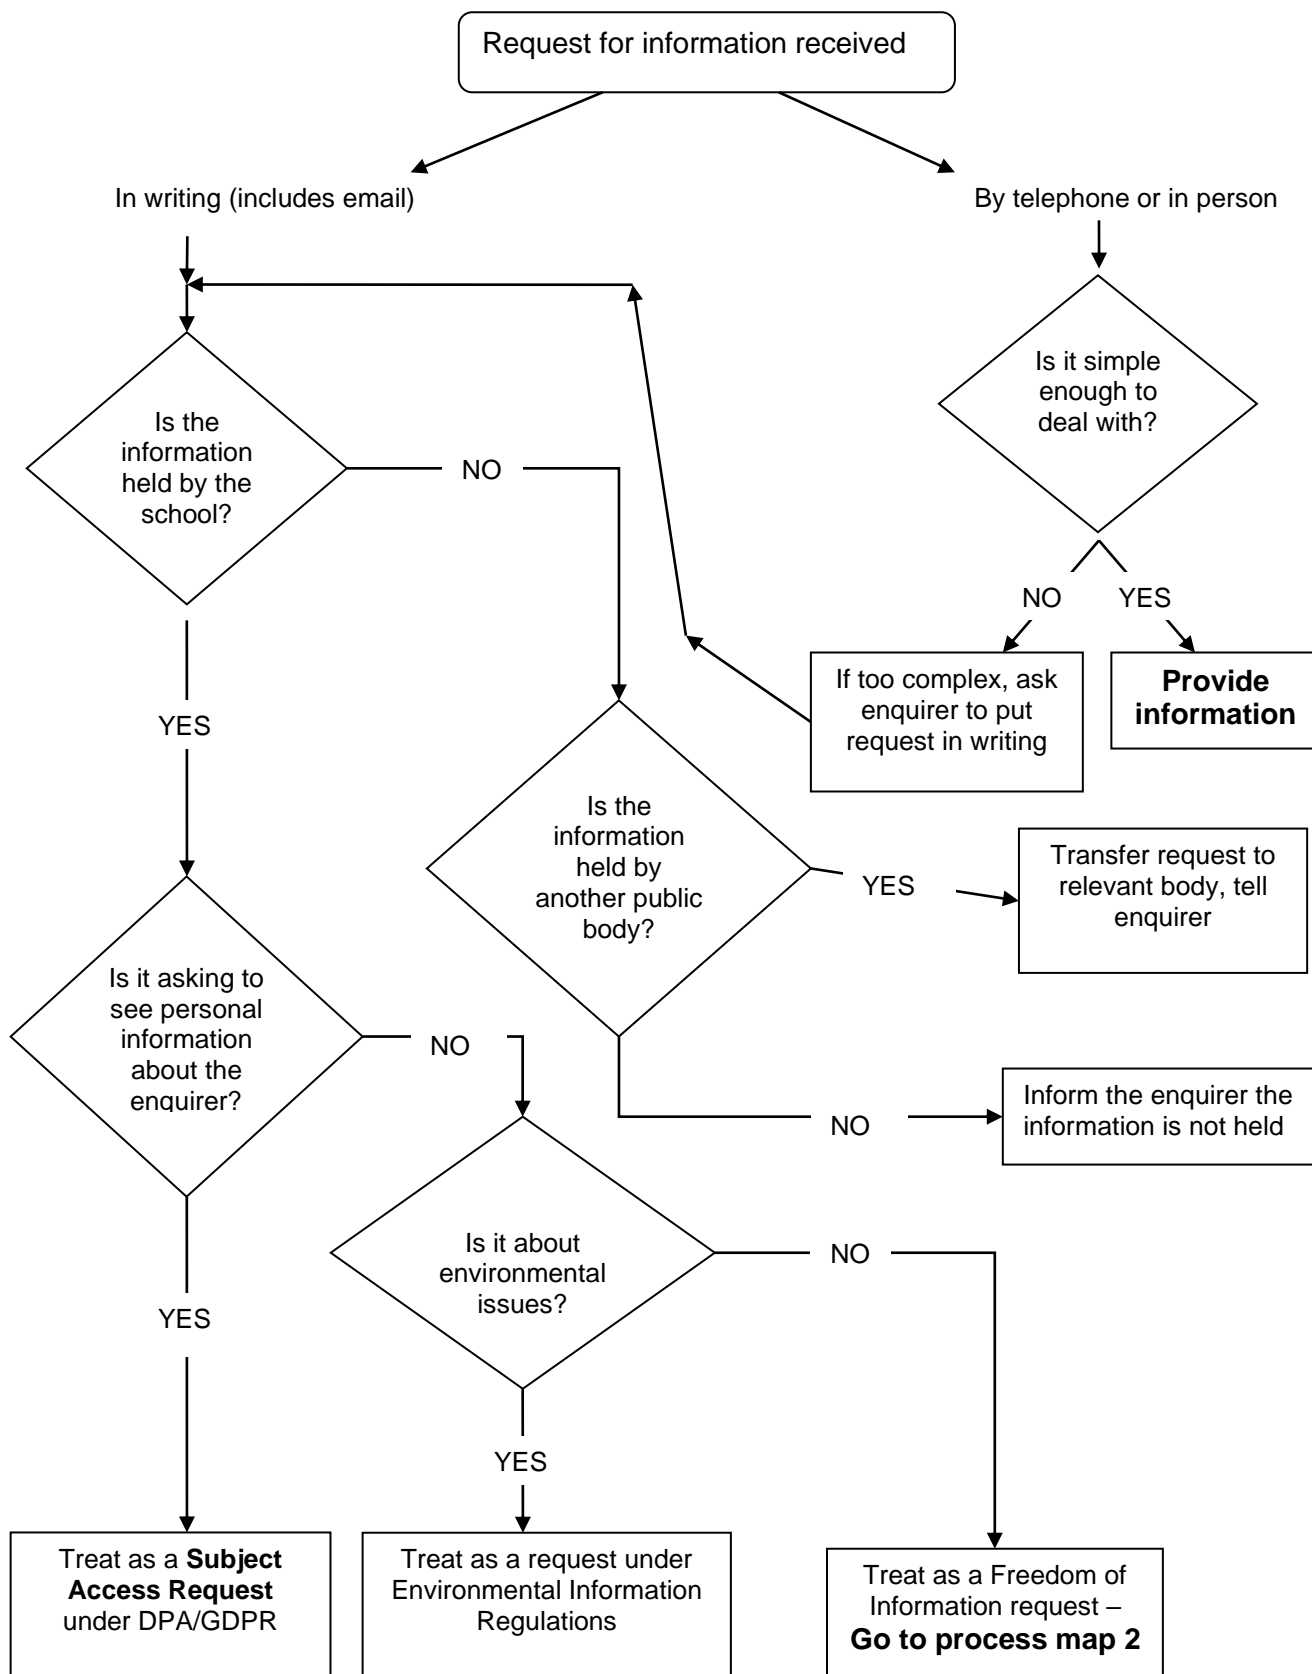 Request for information received
In writing (includes email)
By telephone or in person
Is it simple
enough to
deal with?
Is the
information
held by the
school?
NO
NO
YES
If too complex, ask
enquirer to put
request in writing
Provide
information
YES
Is the
information
held by
another public
body?
YES
Transfer request to
relevant body, tell
enquirer
Is it asking to
see personal
information
about the
enquirer?
NO
NO
Inform the enquirer the
information is not held
Is it about
environmental
issues?
NO
YES
YES
Treat as a Subject
Access Request
under DPA/GDPR
Treat as a request under
Environmental Information
Regulations
Treat as a Freedom of
Information request –
Go to process map 2